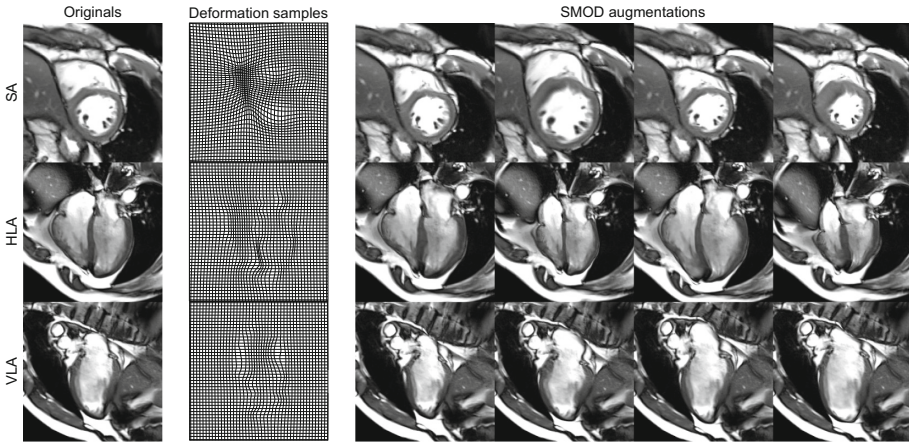 Originals
Deformation samples
SMOD augmentations
SA
HLA
VLA